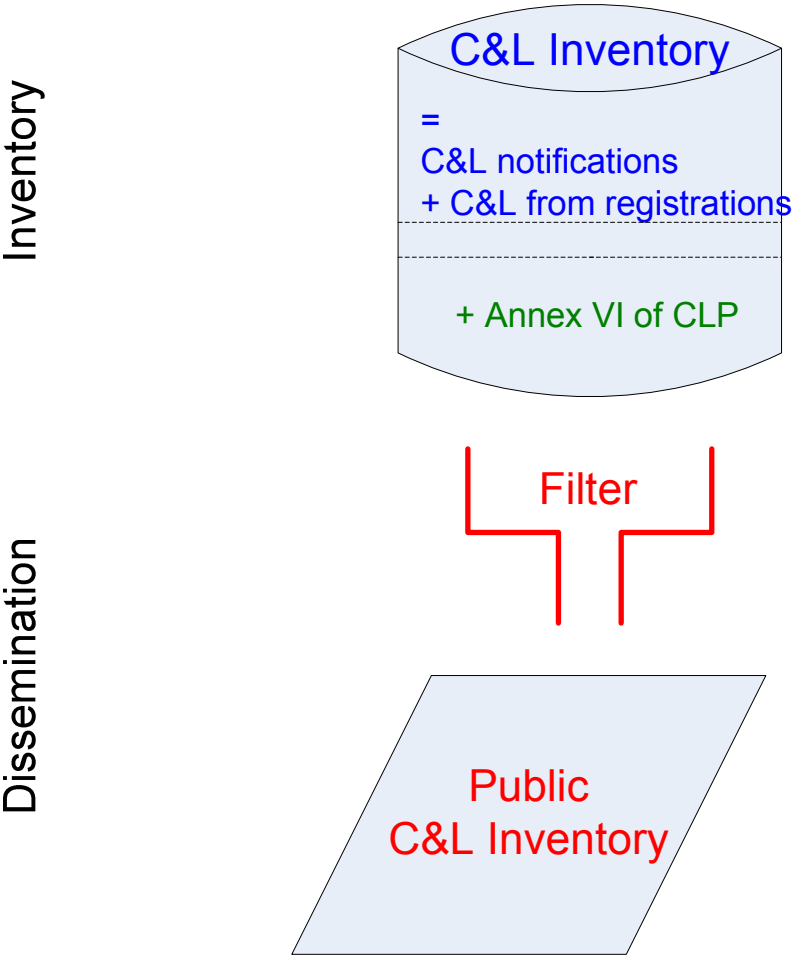 Inventory
C&L Inventory
=
C&L notifications
+ C&L from registrations
+ Annex VI of CLP
Filter
Dissemination
Public
C&L Inventory